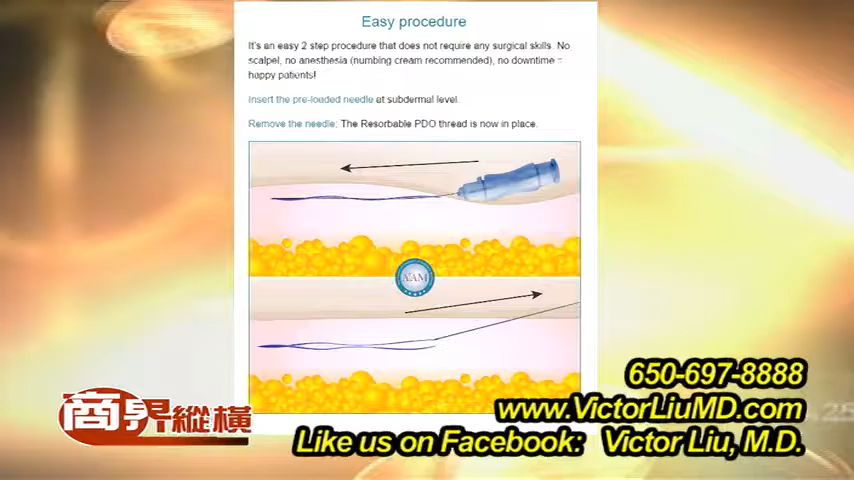 Easy procedure
It's an easy 2 step procedure that does not require any surgical skills. No
scalpel, no anesthesia (numbing cream recommended), no downtime =
happy patients!
Insert the pre-loaded needle at subdermal level.
Remove the needle: The Resorbable PDO thread is now in place.
650-697-8888
www.VictorLiuMD.com
商界縱橫
Like us on Facebook: Victor Liu, M.D.